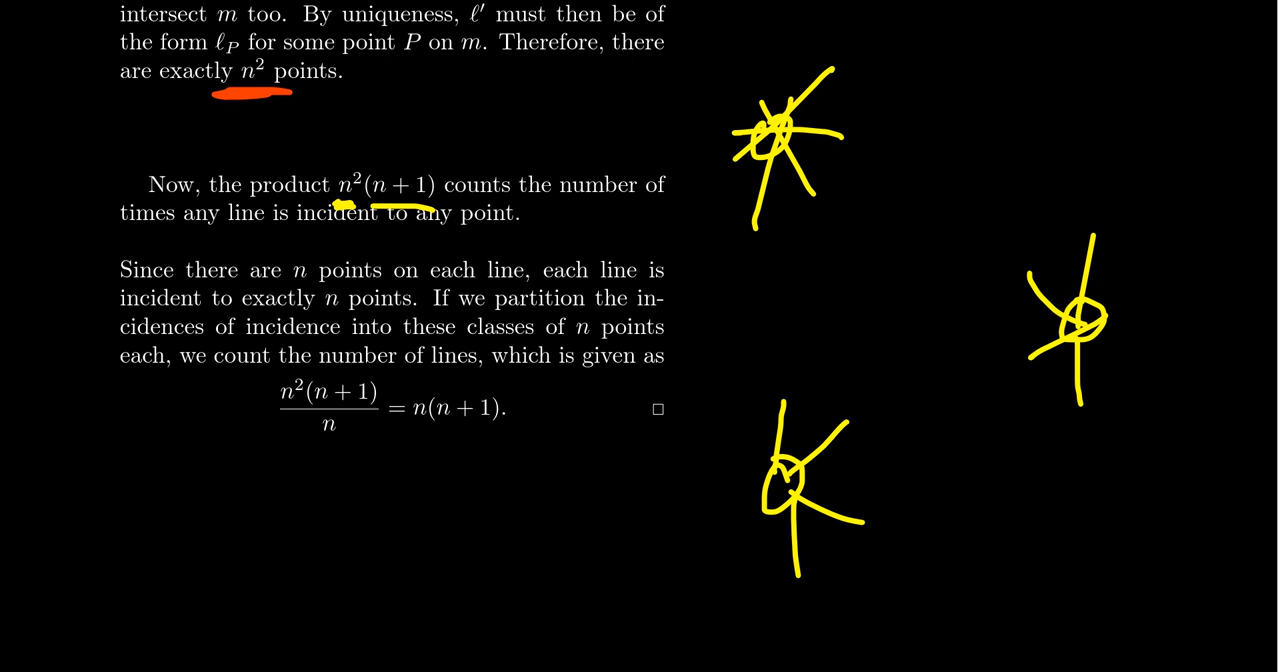 intersect m too. By uniqueness, ℓ′ must then be of
the form ℓ_P for some point P on m. Therefore, there
are exactly n² points.
Now, the product n²(n + 1) counts the number of
times any line is incident to any point.
Since there are n points on each line, each line is
incident to exactly n points. If we partition the in-
cidences of incidence into these classes of n points
each, we count the number of lines, which is given as
n²(n + 1)
/ n = n(n + 1). □